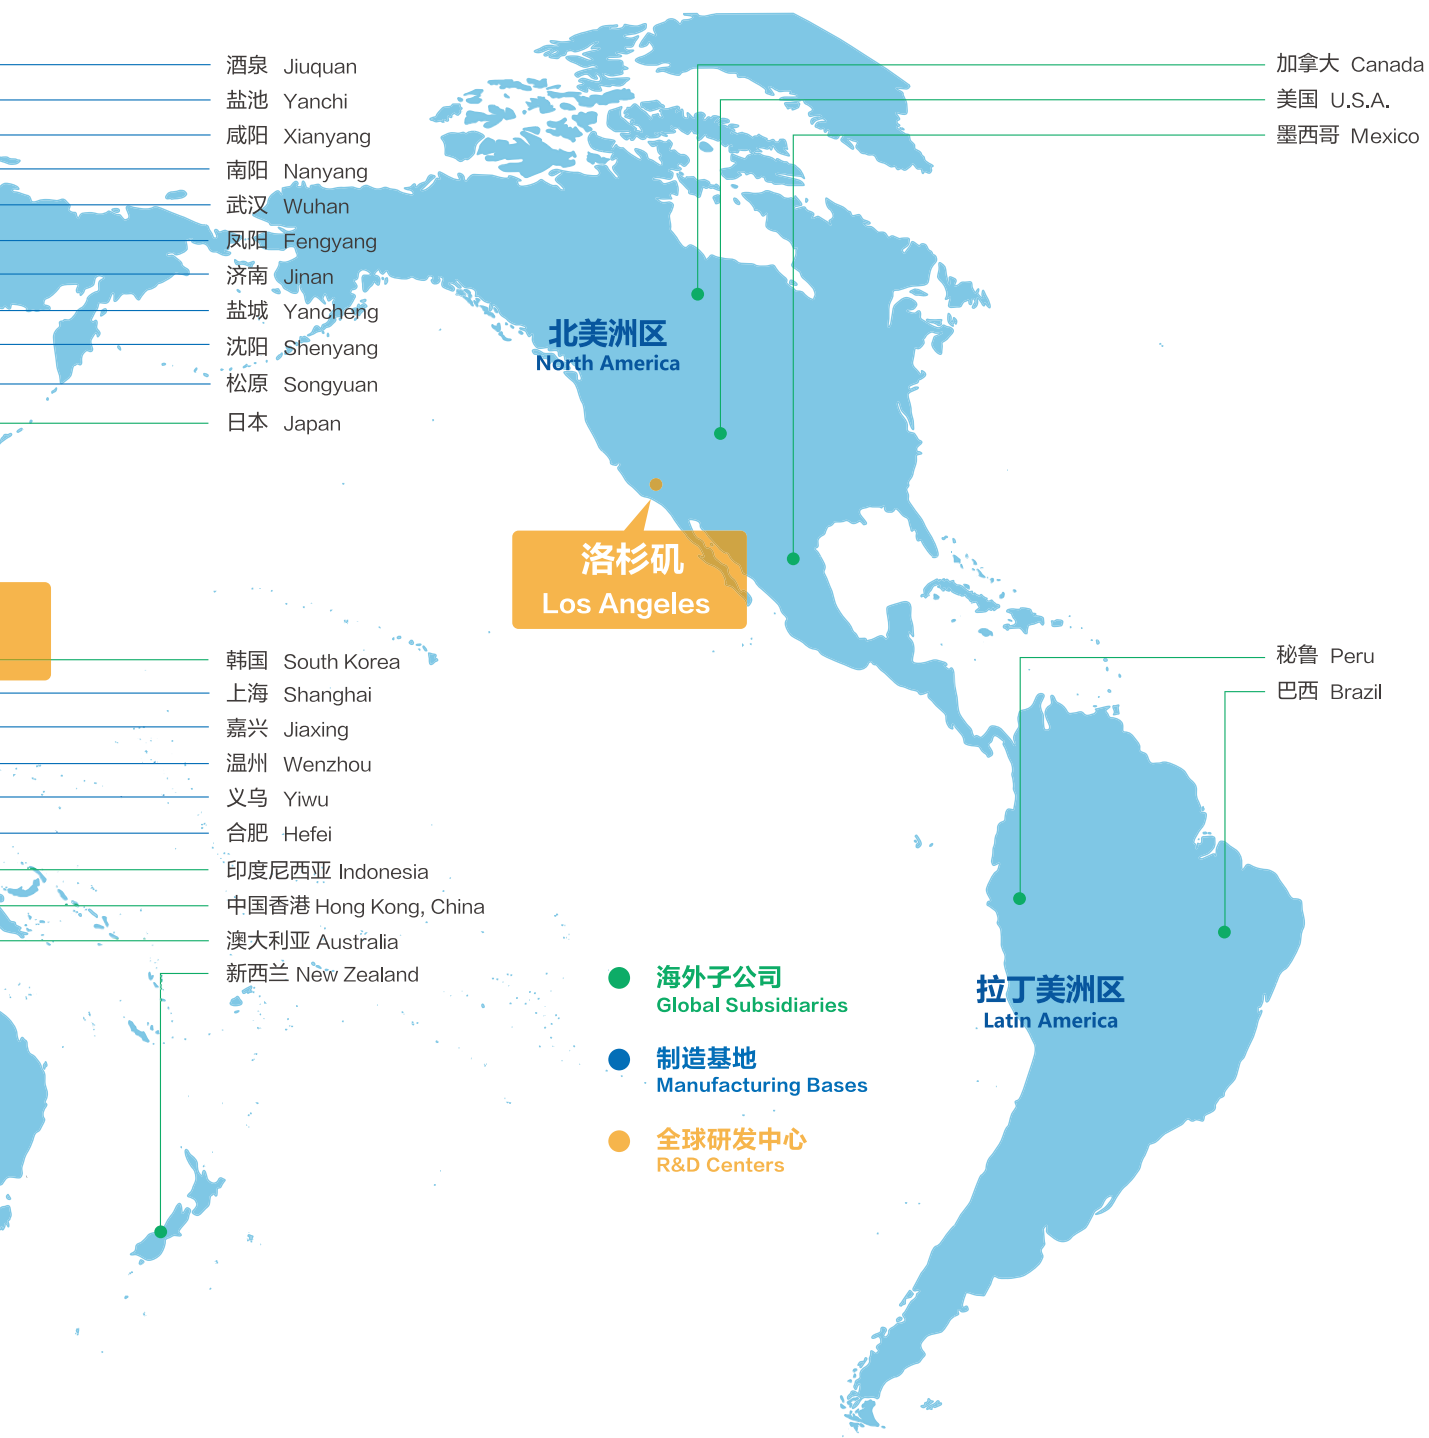 酒泉 Jiuquan
盐池 Yanchi
咸阳 Xianyang
南阳 Nanyang
武汉 Wuhan
凤阳 Fengyang
济南 Jinan
盐城 Yancheng
沈阳 Shenyang
松原 Songyuan
日本 Japan
加拿大 Canada
美国 U.S.A.
墨西哥 Mexico
北美洲区
North America
洛杉矶
Los Angeles
韩国 South Korea
上海 Shanghai
嘉兴 Jiaxing
温州 Wenzhou
义乌 Yiwu
合肥 Hefei
印度尼西亚 Indonesia
中国香港 Hong Kong, China
澳大利亚 Australia
新西兰 New Zealand
秘鲁 Peru
巴西 Brazil
拉丁美洲区
Latin America
海外子公司
Global Subsidiaries
制造基地
Manufacturing Bases
全球研发中心
R&D Centers